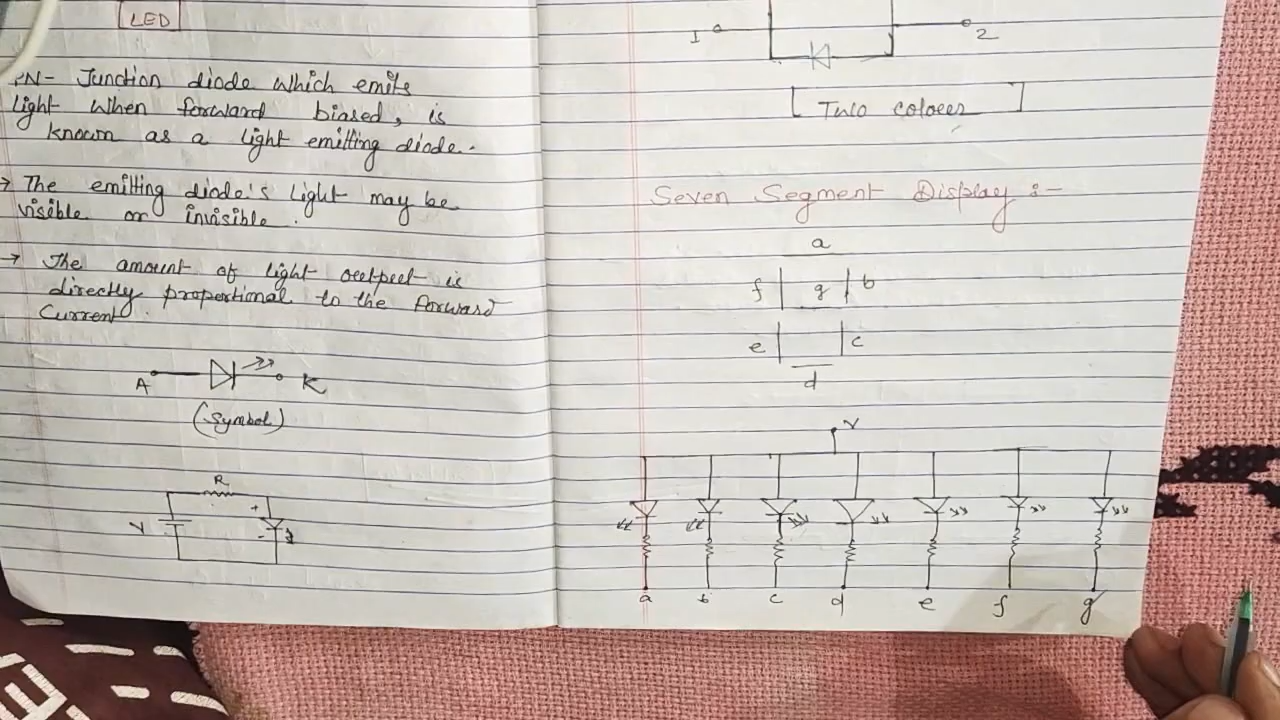 LED
PN- Junction diode which emits
light when forward biased, is
known as a light emitting diode.
→ The emitting diode's light may be
visible or invisible.
→ The amount of light output is
directly proportional to the forward
Current.
A K
(Symbol)
R
V + -
1 2
Two colour
Seven Segment Display :-
a
f g b
e c
d
V
a b c d e f g